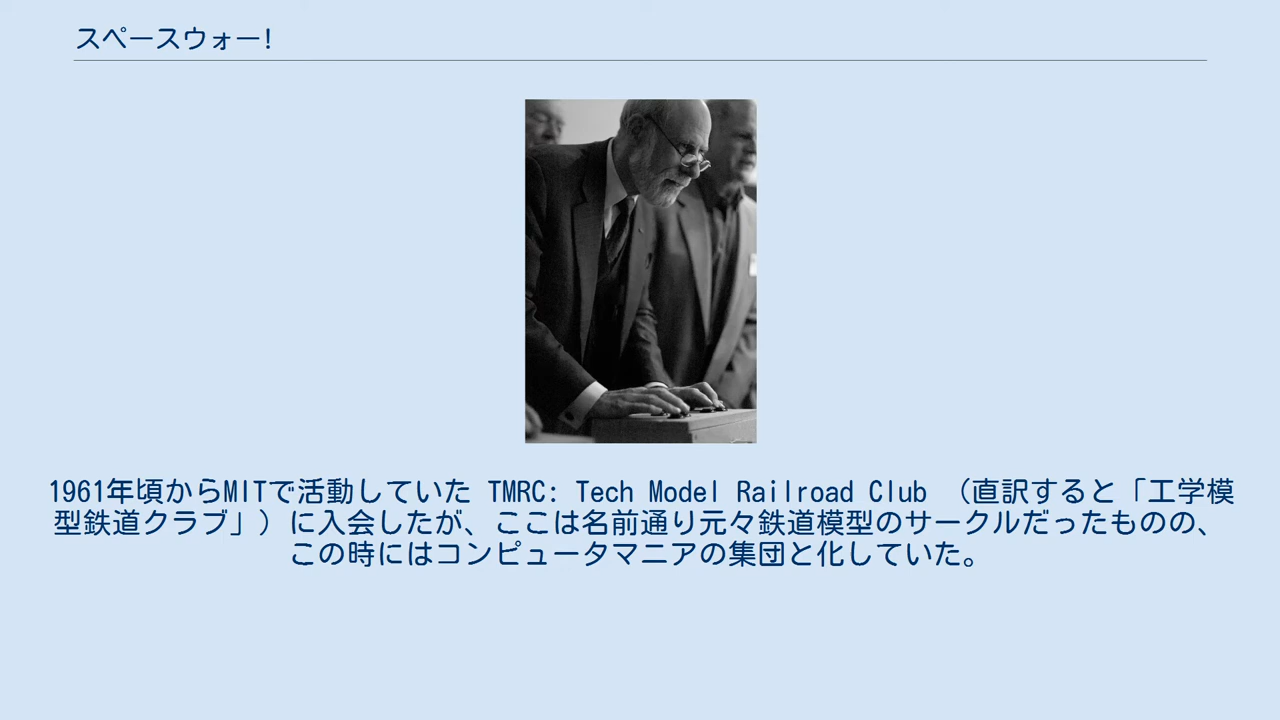 スペースウォー!
1961年頃からMITで活動していた TMRC: Tech Model Railroad Club （直訳すると「工学模
型鉄道クラブ」）に入会したが、ここは名前通り元々鉄道模型のサークルだったものの、
この時にはコンピュータマニアの集団と化していた。